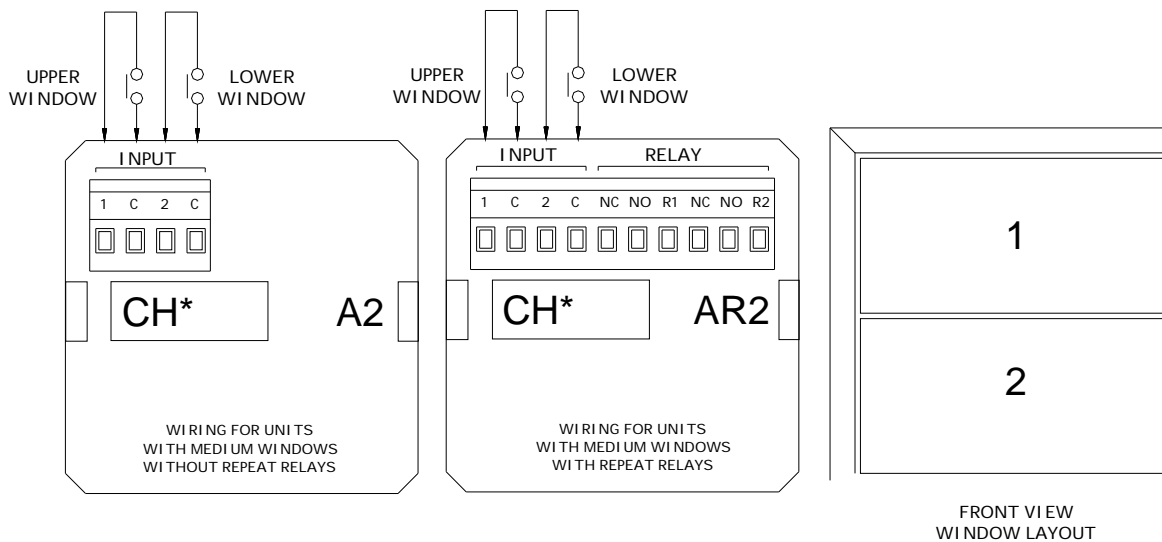 UPPER
WINDOW
LOWER
WINDOW
INPUT
1 C 2 C
CH*
A2
WIRING FOR UNITS
WITH MEDIUM WINDOWS
WITHOUT REPEAT RELAYS
UPPER
WINDOW
LOWER
WINDOW
INPUT
RELAY
1 C 2 C NC NO R1 NC NO R2
CH*
AR2
WIRING FOR UNITS
WITH MEDIUM WINDOWS
WITH REPEAT RELAYS
1
2
FRONT VIEW
WINDOW LAYOUT